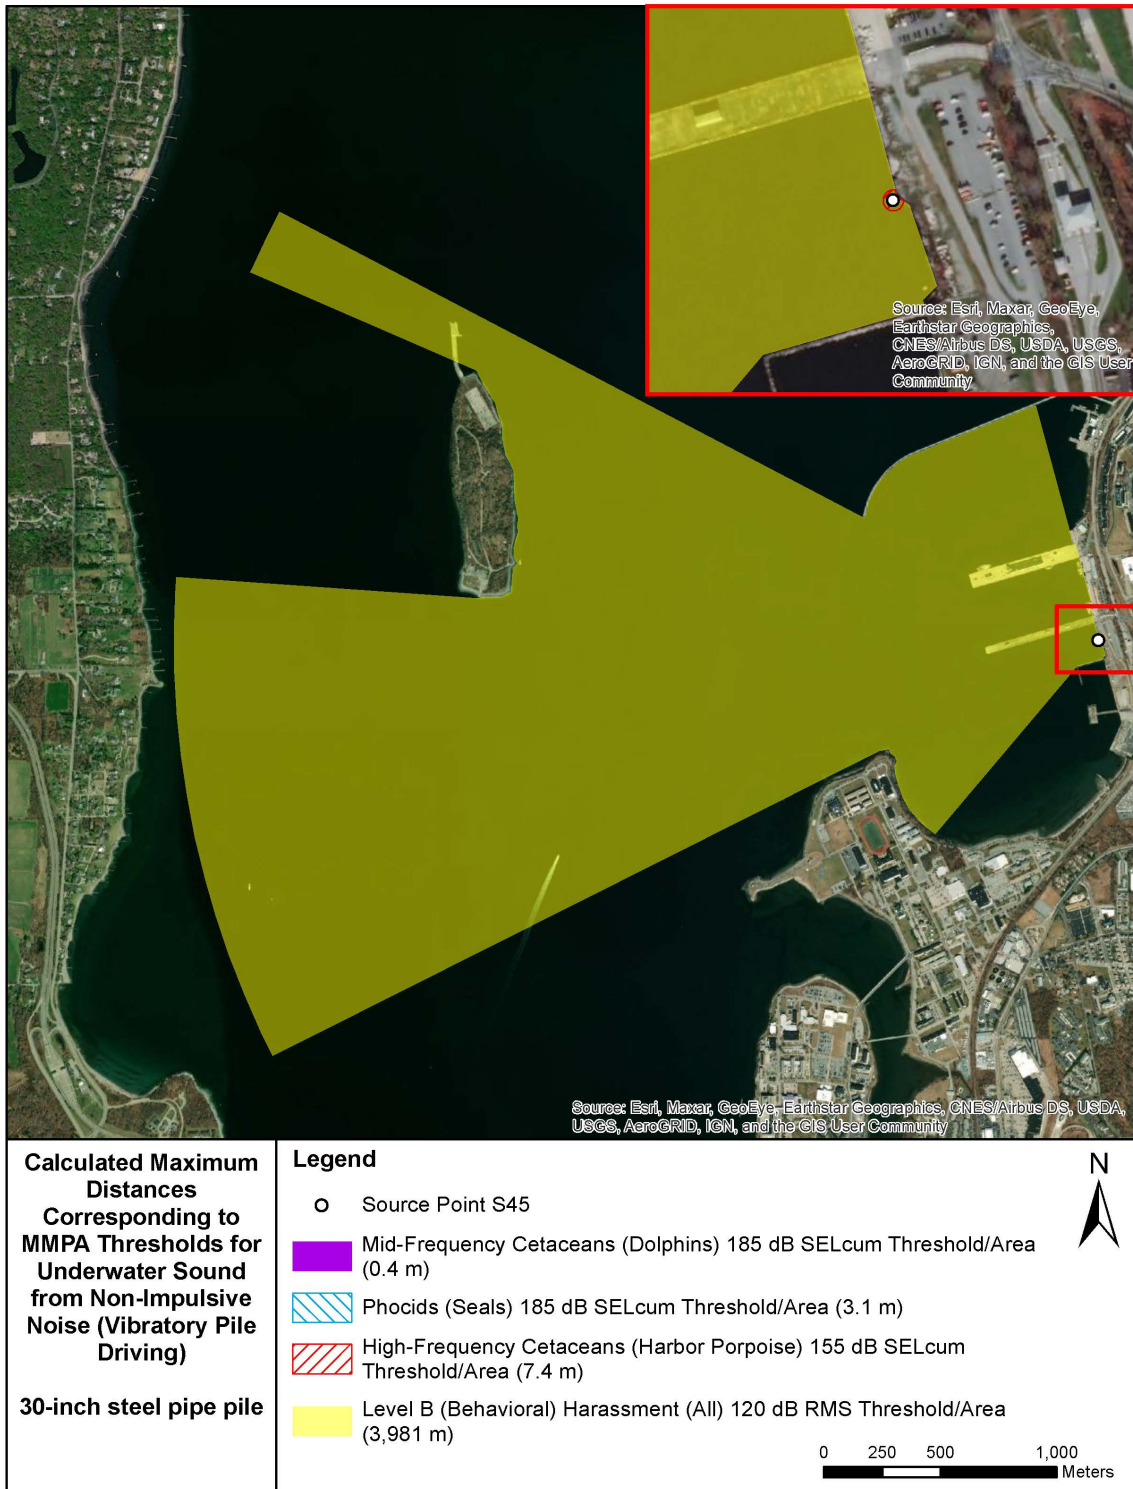 Source: Esri, Maxar, GeoEye,
Earthstar Geographics,
CNES/Airbus DS, USDA, USGS,
AeroGRID, IGN, and the GIS User
Community
Source: Esri, Maxar, GeoEye, Earthstar Geographics, CNES/Airbus DS, USDA,
USGS, AeroGRID, IGN, and the GIS User Community
Calculated Maximum
Distances
Corresponding to
MMPA Thresholds for
Underwater Sound
from Non-Impulsive
Noise (Vibratory Pile
Driving)
30-inch steel pipe pile
Legend
Source Point S45
Mid-Frequency Cetaceans (Dolphins) 185 dB SELcum Threshold/Area
(0.4 m)
Phocids (Seals) 185 dB SELcum Threshold/Area (3.1 m)
High-Frequency Cetaceans (Harbor Porpoise) 155 dB SELcum
Threshold/Area (7.4 m)
Level B (Behavioral) Harassment (All) 120 dB RMS Threshold/Area
(3,981 m)
N
0 250 500 1,000
Meters